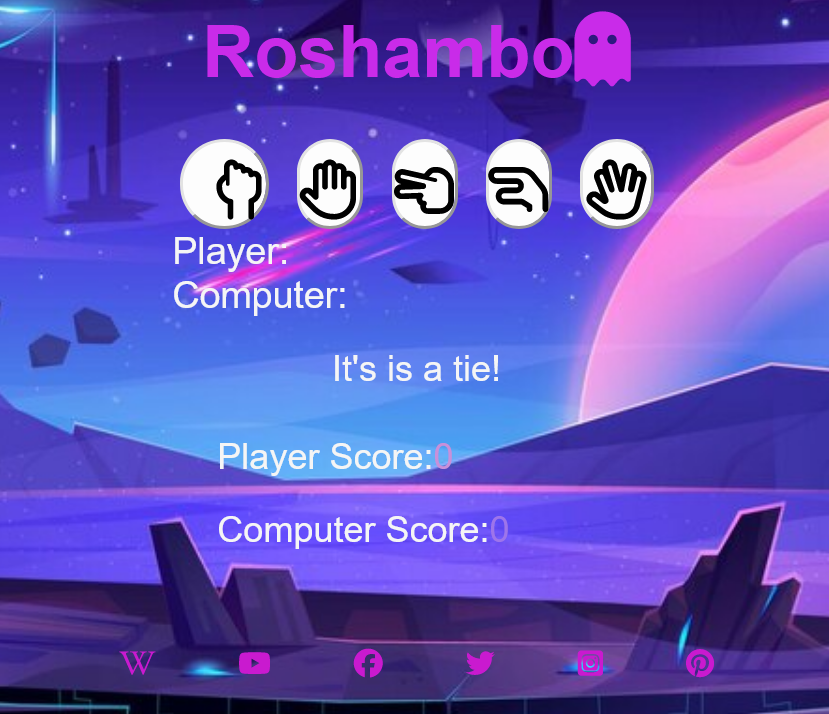 Roshambo
Player:
Computer:
It's is a tie!
Player Score:0
Computer Score:0